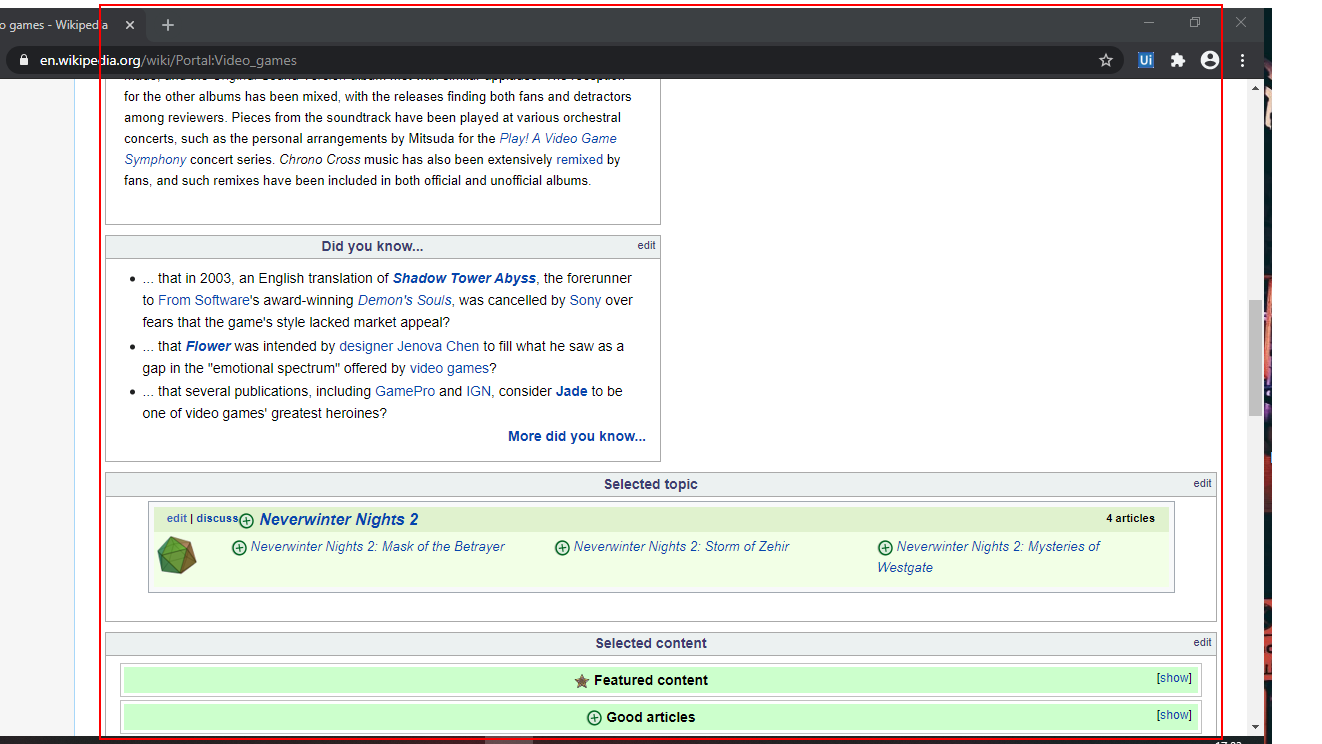 o games - Wikipedia
en.wikipedia.org/wiki/Portal:Video_games
Ui
for the other albums has been mixed, with the releases finding both fans and detractors
among reviewers. Pieces from the soundtrack have been played at various orchestral
concerts, such as the personal arrangements by Mitsuda for the Play! A Video Game
Symphony concert series. Chrono Cross music has also been extensively remixed by
fans, and such remixes have been included in both official and unofficial albums.
Did you know... edit
... that in 2003, an English translation of Shadow Tower Abyss, the forerunner
to From Software's award-winning Demon's Souls, was cancelled by Sony over
fears that the game's style lacked market appeal?
... that Flower was intended by designer Jenova Chen to fill what he saw as a
gap in the "emotional spectrum" offered by video games?
... that several publications, including GamePro and IGN, consider Jade to be
one of video games' greatest heroines?
More did you know...
Selected topic edit
edit | discuss Neverwinter Nights 2 4 articles
Neverwinter Nights 2: Mask of the Betrayer Neverwinter Nights 2: Storm of Zehir Neverwinter Nights 2: Mysteries of
Westgate
Selected content edit
Featured content [show]
Good articles [show]